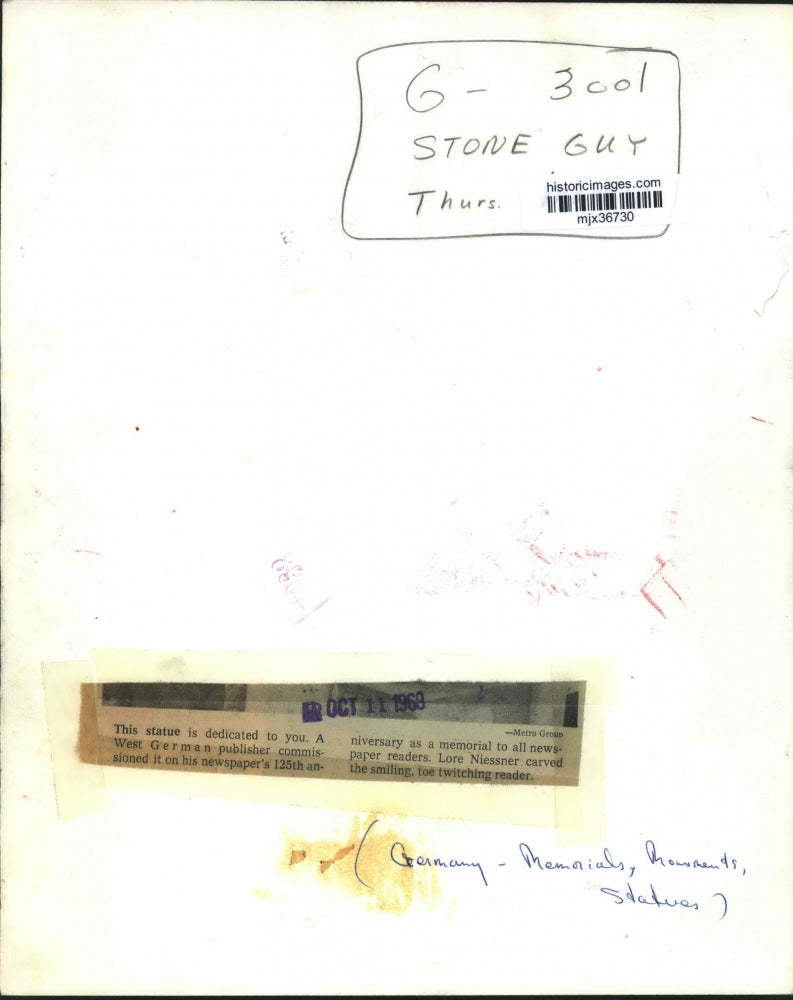 G- 3001
STONE GUY
Thurs.
historicimages.com
mjx36730
OCT 11 1969
—Metro Group
This statue is dedicated to you. A
West German publisher commis-
sioned it on his newspaper's 125th an-
niversary as a memorial to all news-
paper readers. Lore Niessner carved
the smiling, toe twitching reader.
(Germany - Memorials, Monuments,
Statues)